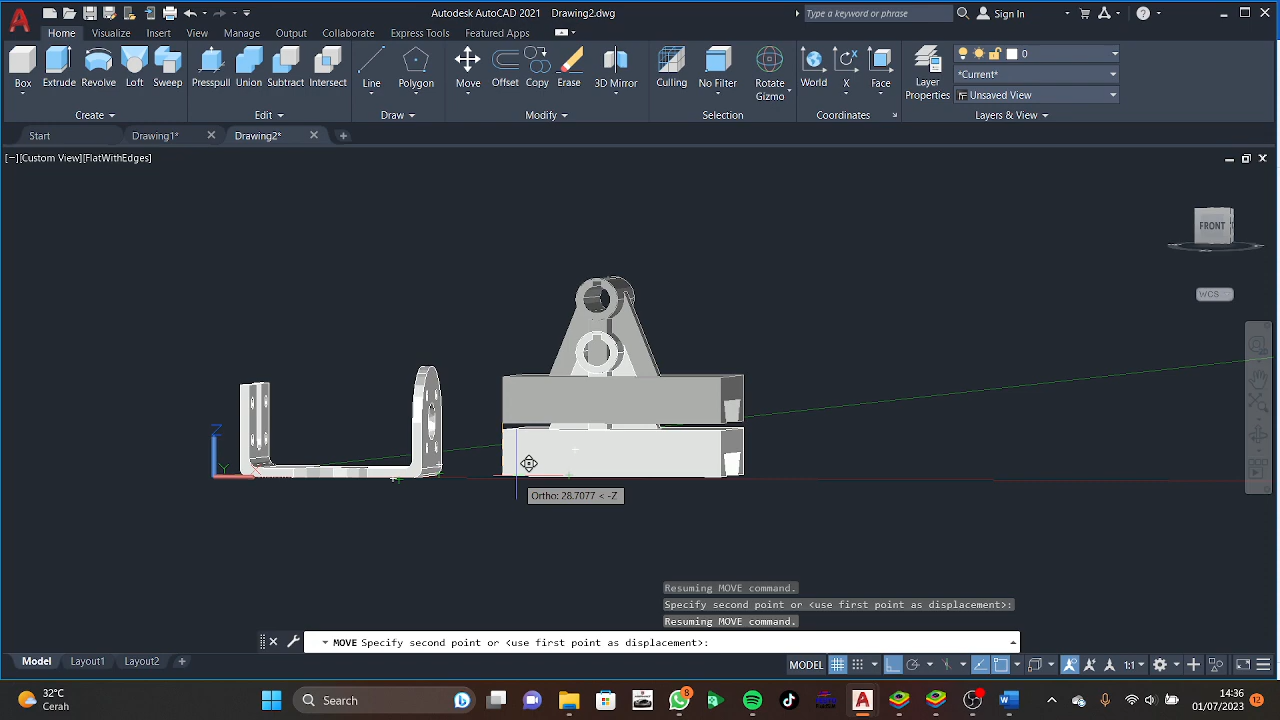 Autodesk AutoCAD 2021 Drawing2.dwg
Type a keyword or phrase
Sign In
Home Visualize Insert View Manage Output Collaborate Express Tools Featured Apps
Box Extrude Revolve Loft Sweep Presspull Union Subtract Intersect Line Polygon Move Offset Copy Erase 3D Mirror Culling No Filter Rotate
Gizmo World X Face Layer
Properties
0
*Current*
Unsaved View
Create Edit Draw Modify Selection Coordinates Layers & View
Start Drawing1* Drawing2*
[−][Custom View][FlatWithEdges]
FRONT
WCS
Z
Y
Ortho: 28.7077 < -Z
Resuming MOVE command.
Specify second point or <use first point as displacement>:
Resuming MOVE command.
MOVE Specify second point or <use first point as displacement>:
Model Layout1 Layout2
MODEL 1:1
32°C
Cerah
Search
8
14:36
01/07/2023
12